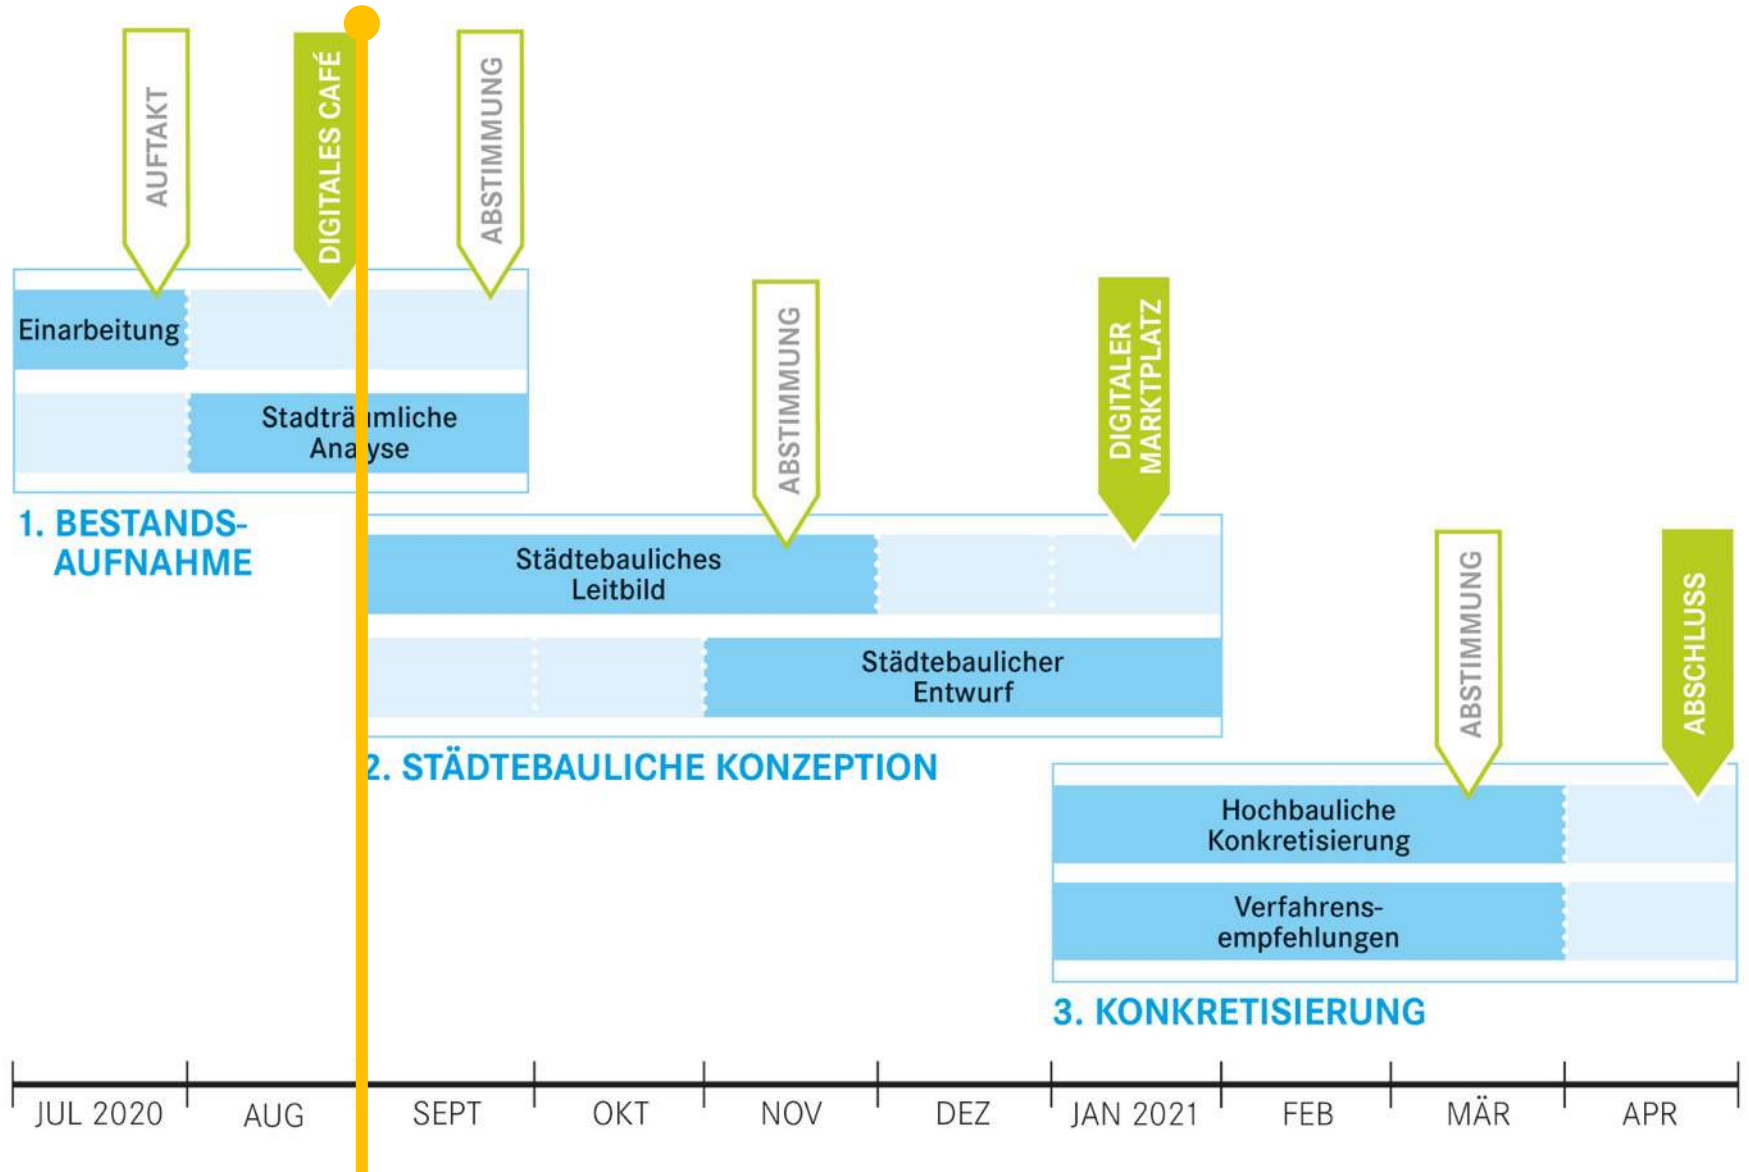 AUFTAKT
DIGITALES CAFÉ
ABSTIMMUNG
Einarbeitung
Stadträumliche
Analyse
1. BESTANDS-
AUFNAHME
ABSTIMMUNG
DIGITALER
MARKTPLATZ
Städtebauliches
Leitbild
Städtebaulicher
Entwurf
2. STÄDTEBAULICHE KONZEPTION
ABSTIMMUNG
ABSCHLUSS
Hochbauliche
Konkretisierung
Verfahrens-
empfehlungen
3. KONKRETISIERUNG
JUL 2020 AUG SEPT OKT NOV DEZ JAN 2021 FEB MÄR APR